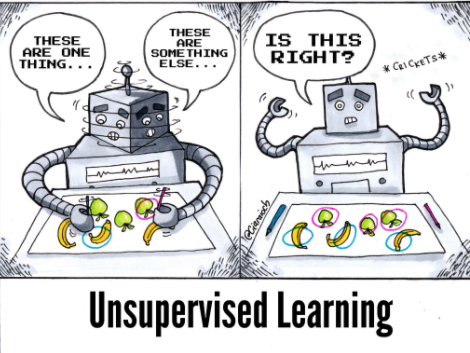 THESE
ARE ONE
THING...
THESE
ARE
SOMETHING
ELSE...
IS THIS
RIGHT?
*CRICKETS*
Unsupervised Learning